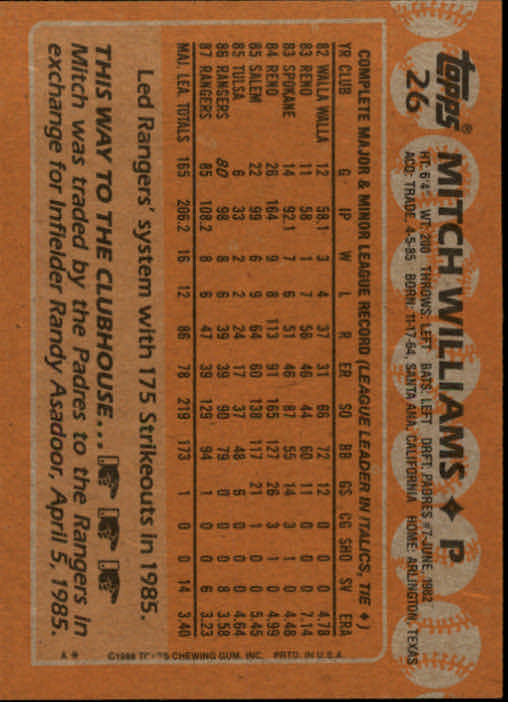 topps®
26
MITCH WILLIAMS ✦ P
HT: 6'4" WT: 200 THROWS: LEFT BATS: LEFT DRFT: PADRES #7-JUNE, 1982
ACQ: TRADE, 4-5-85 BORN: 11-17-64, SANTA ANA, CALIFORNIA HOME: ARLINGTON, TEXAS
COMPLETE MAJOR & MINOR LEAGUE RECORD (LEAGUE LEADER IN ITALICS, TIE ✦)
YR CLUB G IP W L R ER SO BB GS CG SHO SV ERA
82 WALLA WALLA 12 58.1 3 4 37 31 66 72 12 0 0 0 4.78
83 RENO 11 58 1 7 56 46 44 60 11 0 0 0 7.14
83 SPOKANE 14 92.1 7 6 51 46 87 55 14 3 1 0 4.48
84 RENO 26 164 9 8 113 91 165 127 26 3 1 0 4.99
85 SALEM 22 99 6 9 64 60 138 117 21 1 0 0 5.45
85 TULSA 6 33 2 2 24 17 37 48 6 0 0 0 4.64
86 RANGERS 80 98 8 6 39 39 90 79 0 0 0 8 3.58
87 RANGERS 85 108.2 8 6 47 39 129 94 1 0 0 6 3.23
MAJ. LEA. TOTALS 165 206.2 16 12 86 78 219 173 1 0 0 14 3.40
Led Rangers' system with 175 Strikeouts in 1985.
THIS WAY TO THE CLUBHOUSE...
Mitch was traded by the Padres to the Rangers in
exchange for Infielder Randy Asadoor, April 5, 1985.
©1988 TOPPS CHEWING GUM, INC. PRTD. IN U.S.A. A✻